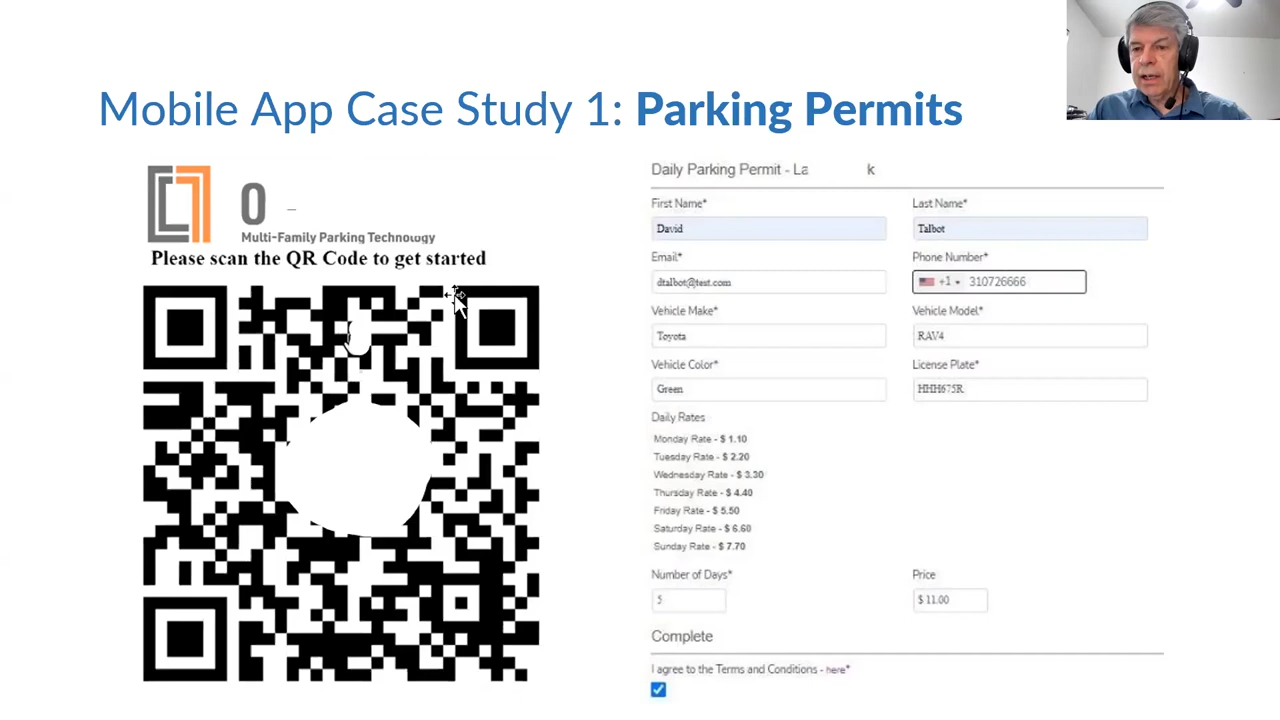 Mobile App Case Study 1: Parking Permits
0
Multi-Family Parking Technology
Please scan the QR Code to get started
Daily Parking Permit - La k
First Name* Last Name*
David Talbot
Email* Phone Number*
dtalbot@test.com +1 310726666
Vehicle Make* Vehicle Model*
Toyota RAV4
Vehicle Color* License Plate*
Green HHH675R
Daily Rates
Monday Rate - $ 1.10
Tuesday Rate - $ 2.20
Wednesday Rate - $ 3.30
Thursday Rate - $ 4.40
Friday Rate - $ 5.50
Saturday Rate - $ 6.60
Sunday Rate - $ 7.70
Number of Days* Price
5 $ 11.00
Complete
I agree to the Terms and Conditions - here*